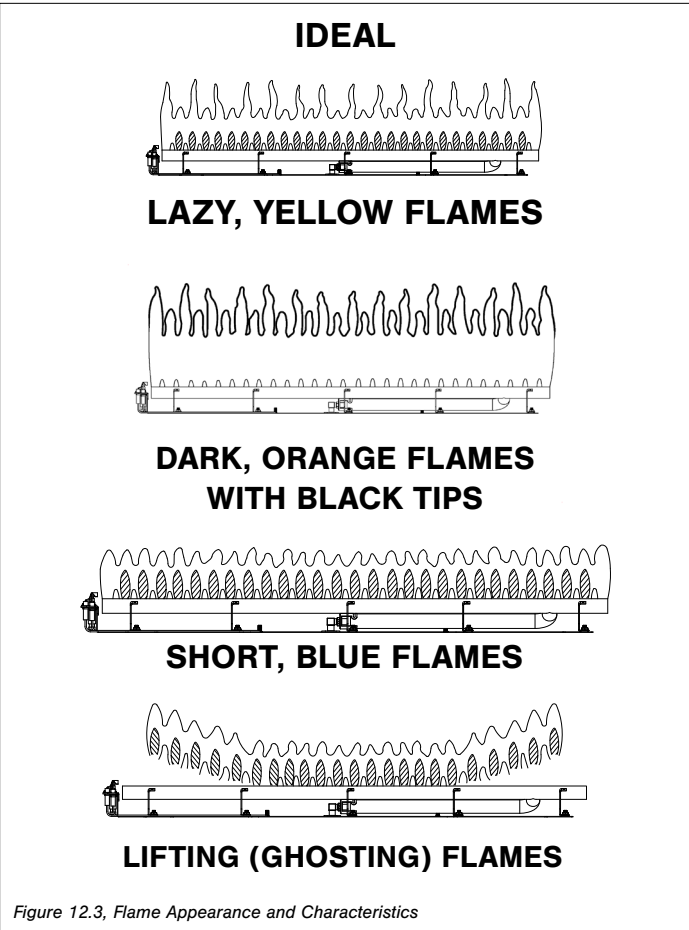 IDEAL
LAZY, YELLOW FLAMES
DARK, ORANGE FLAMES
WITH BLACK TIPS
SHORT, BLUE FLAMES
LIFTING (GHOSTING) FLAMES
Figure 12.3, Flame Appearance and Characteristics